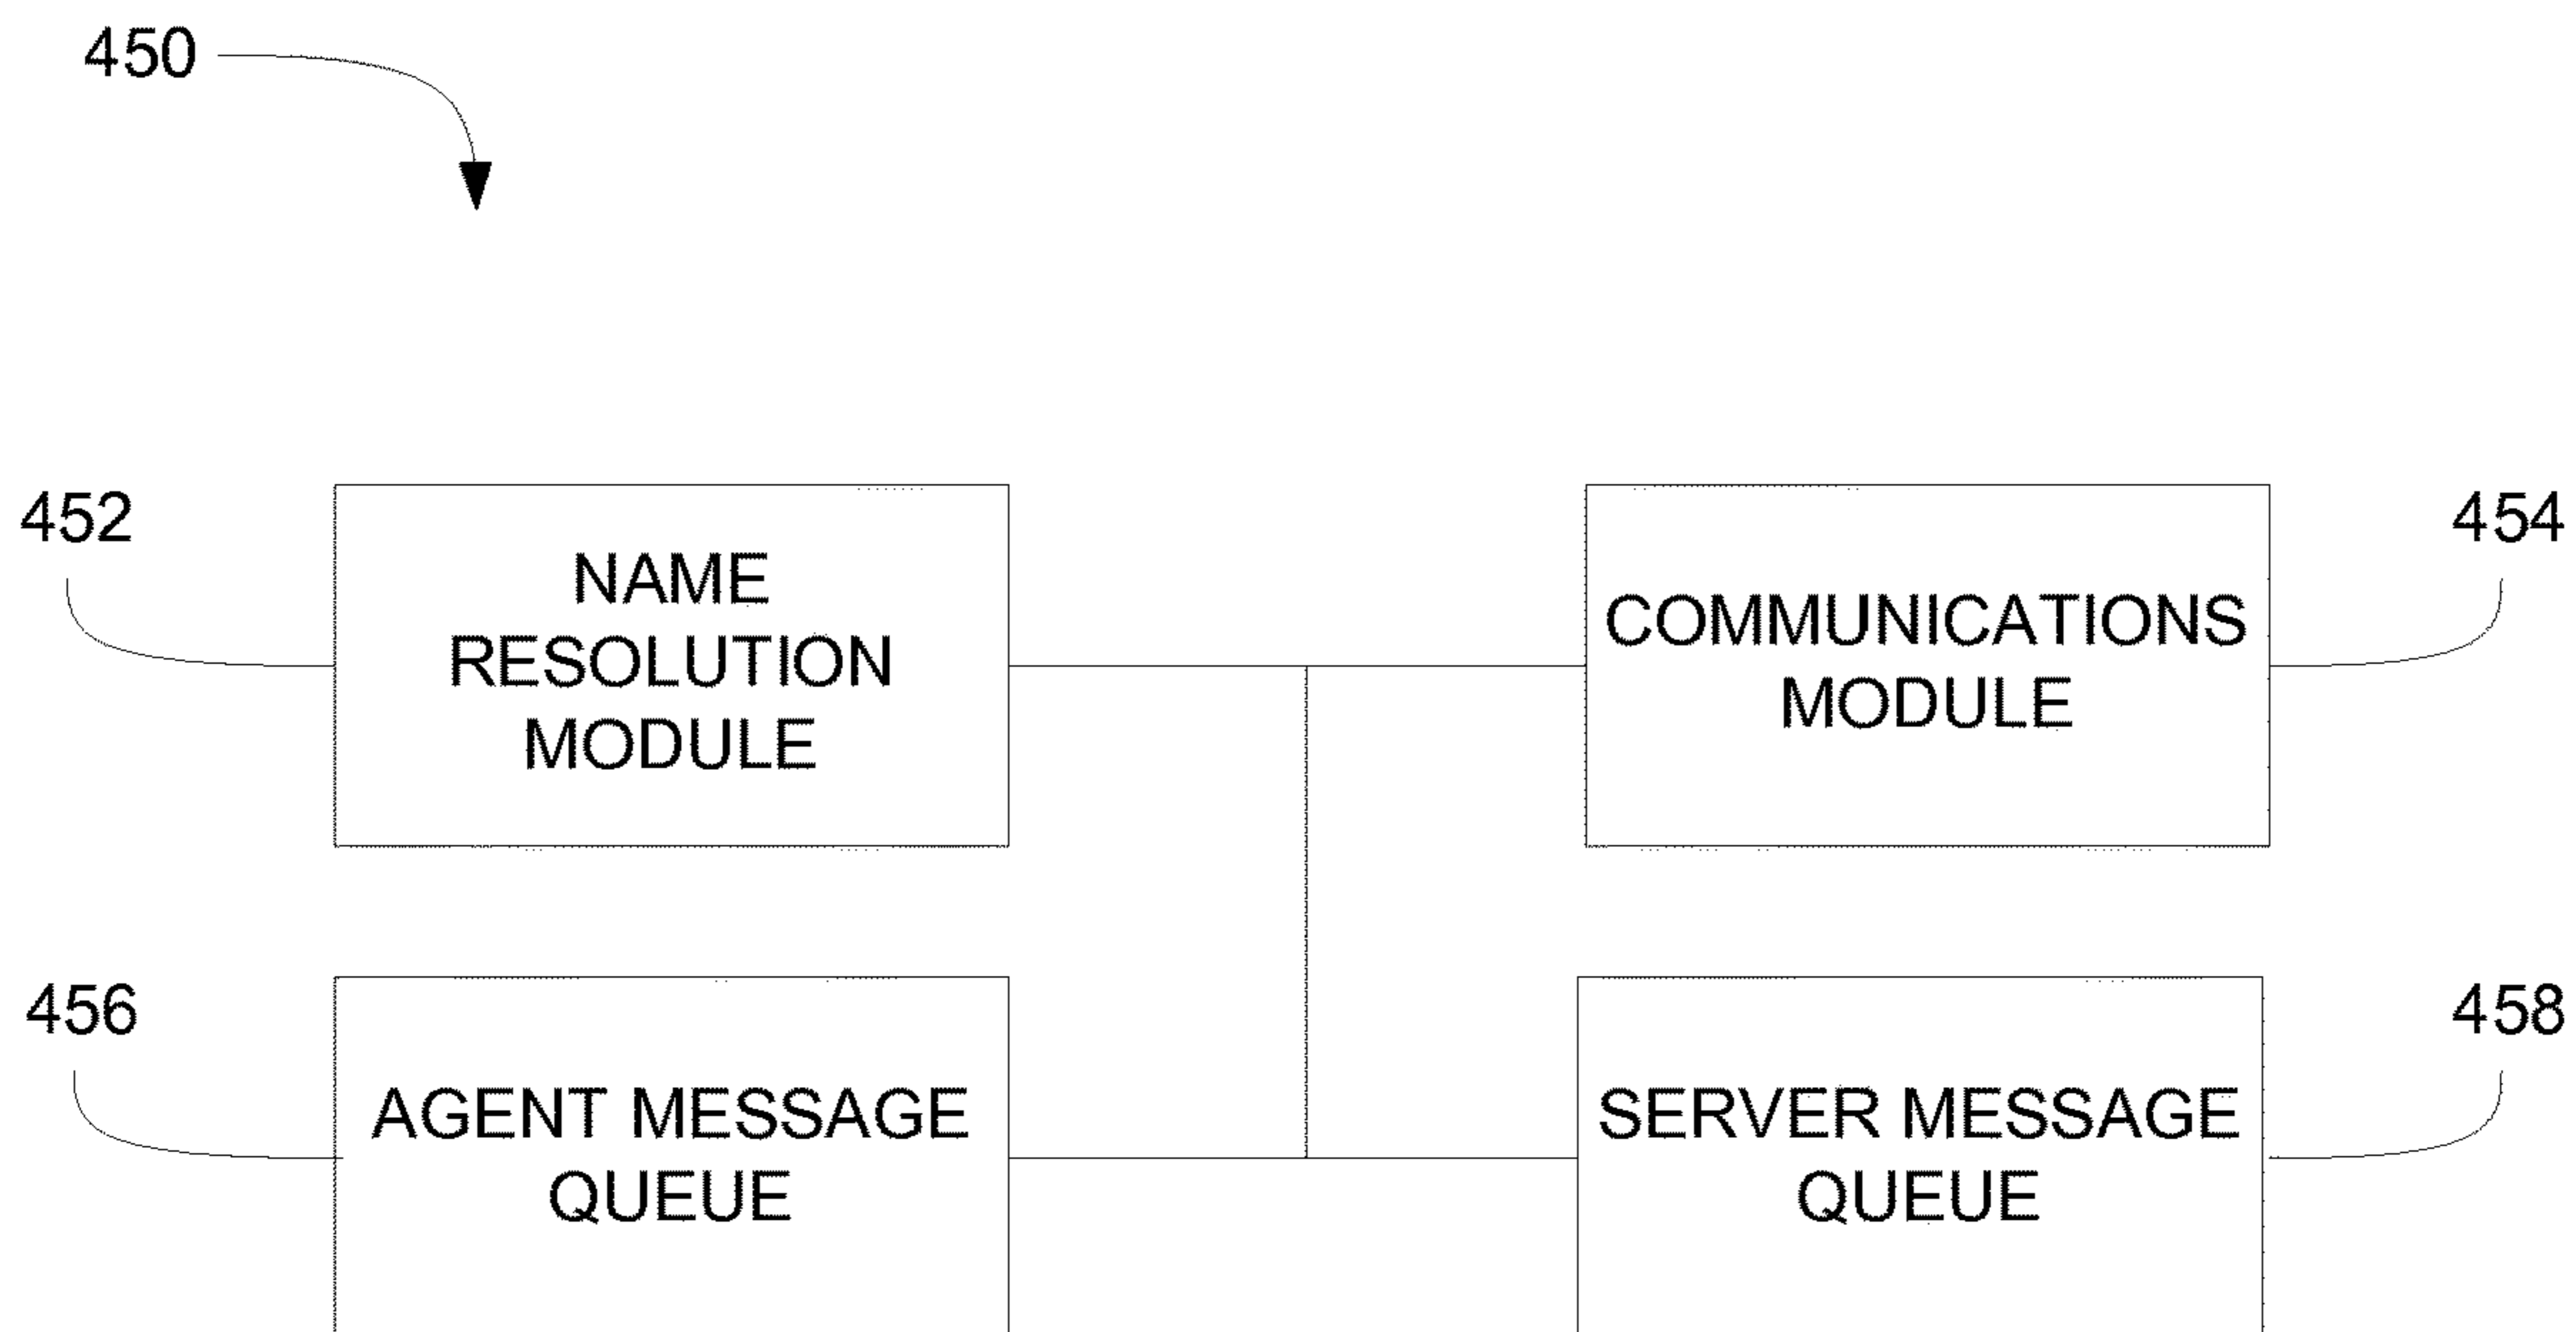 450
452
NAME
RESOLUTION
MODULE
COMMUNICATIONS
MODULE
454
456
AGENT MESSAGE
QUEUE
SERVER MESSAGE
QUEUE
458